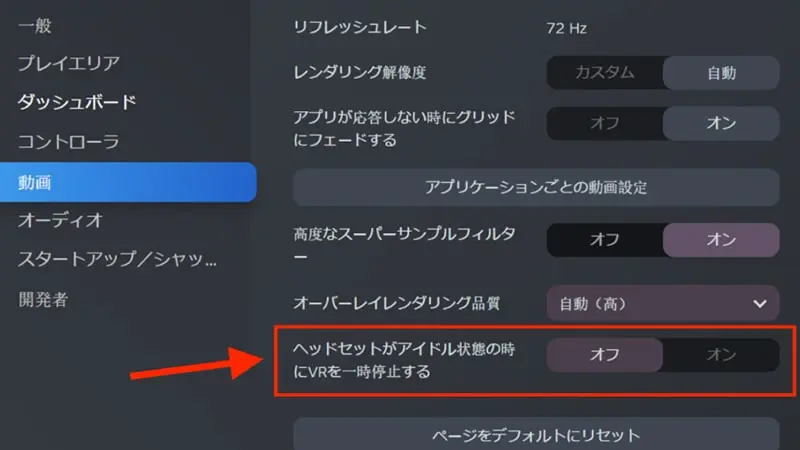 一般
プレイエリア
ダッシュボード
コントローラ
動画
オーディオ
スタートアップ／シャッ...
開発者
リフレッシュレート 72 Hz
レンダリング解像度 カスタム 自動
アプリが応答しない時にグリッド
にフェードする オフ オン
アプリケーションごとの動画設定
高度なスーパーサンプルフィルタ
ー オフ オン
オーバーレイレンダリング品質 自動（高）
ヘッドセットがアイドル状態の時
にVRを一時停止する オフ オン
ページをデフォルトにリセット